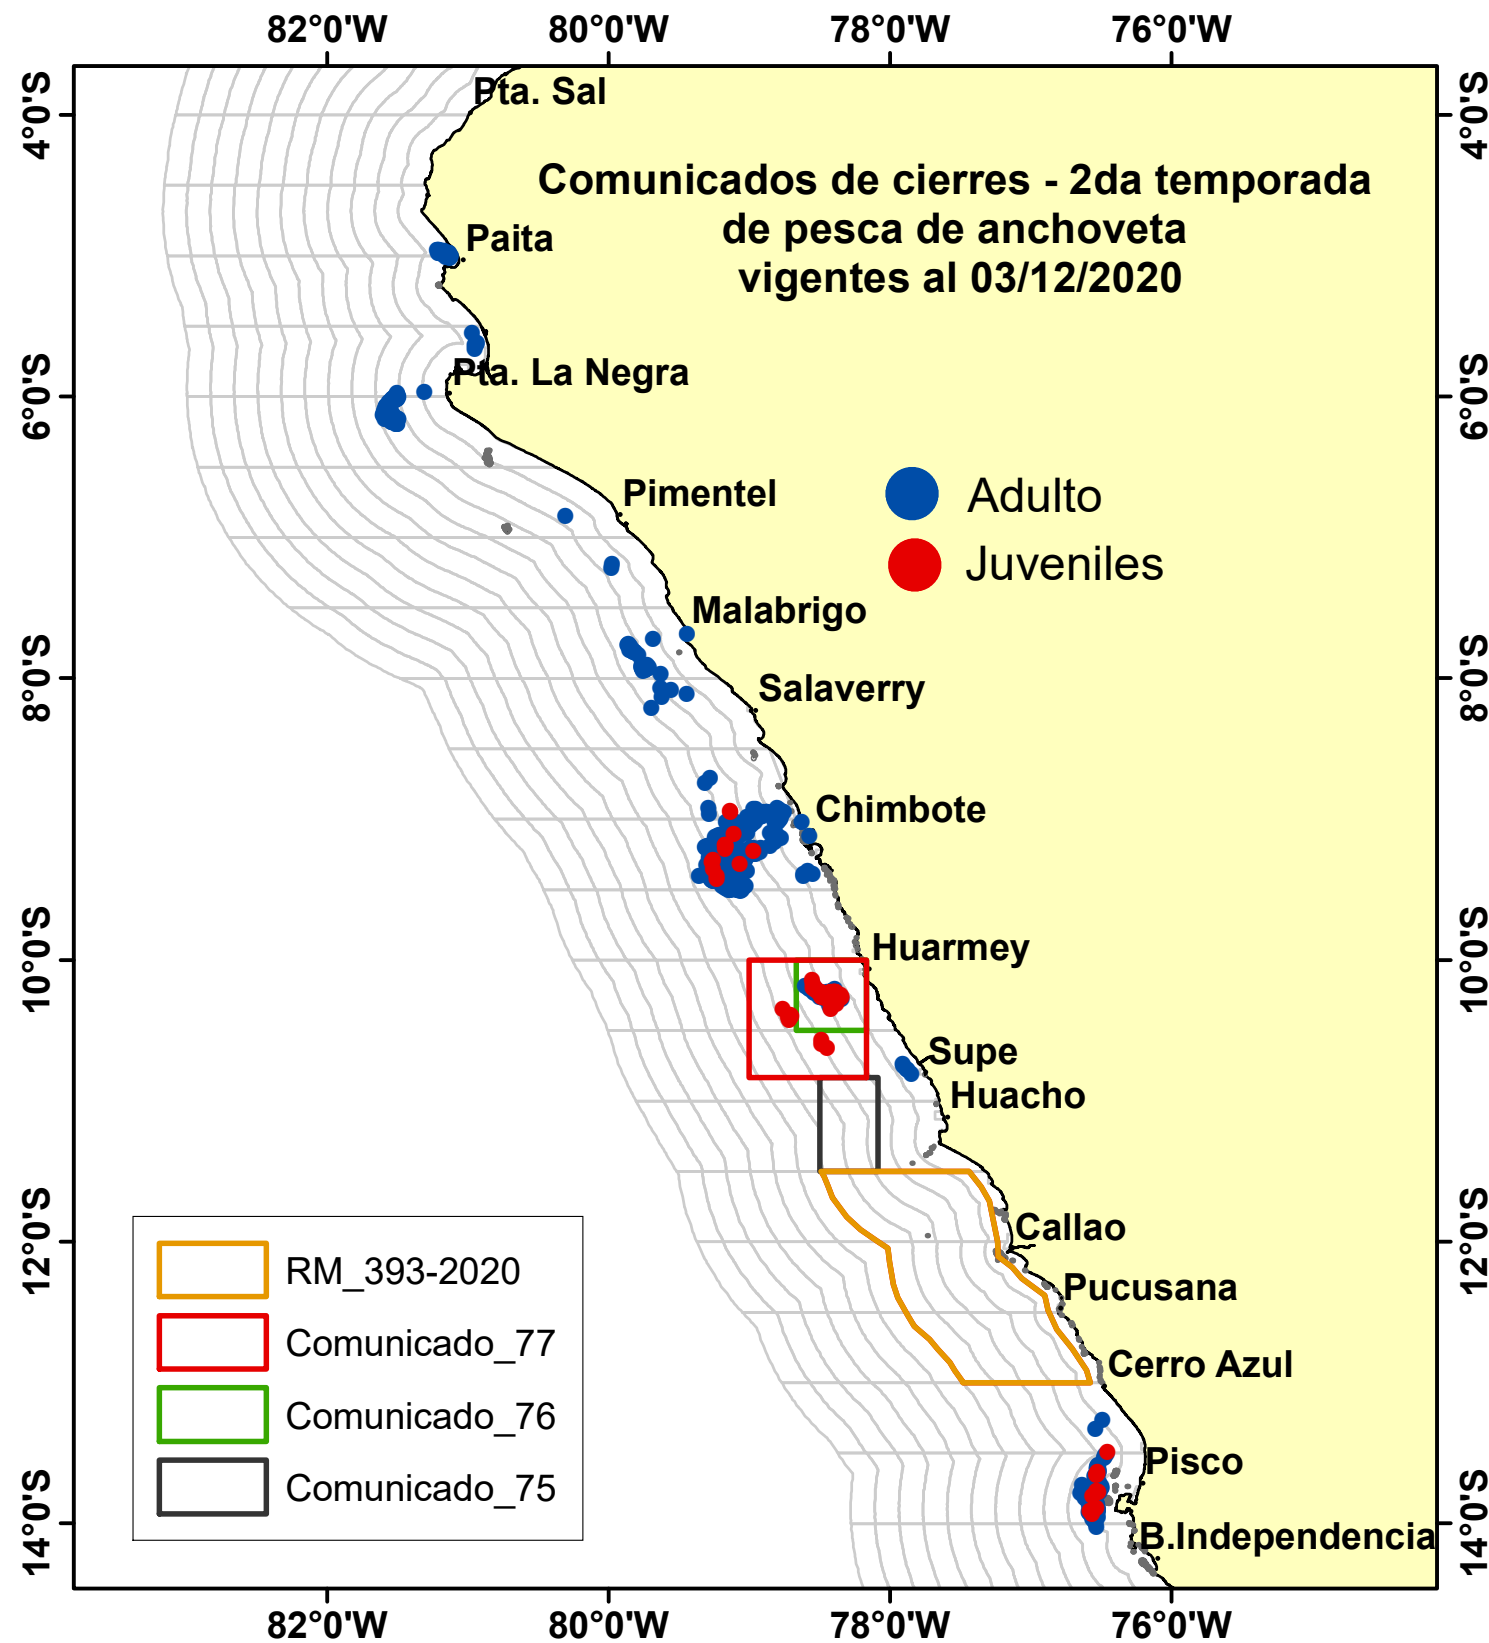 82°0'W 80°0'W 78°0'W 76°0'W
Pta. Sal
4°0'S 4°0'S
Comunicados de cierres - 2da temporada
de pesca de anchoveta
vigentes al 03/12/2020
Paita
Pta. La Negra
6°0'S 6°0'S
Pimentel
Adulto
Juveniles
Malabrigo
8°0'S 8°0'S
Salaverry
Chimbote
Huarmey
10°0'S 10°0'S
Supe
Huacho
Callao
12°0'S 12°0'S
Pucusana
Cerro Azul
Pisco
B.Independencia
14°0'S 14°0'S
RM_393-2020
Comunicado_77
Comunicado_76
Comunicado_75
82°0'W 80°0'W 78°0'W 76°0'W